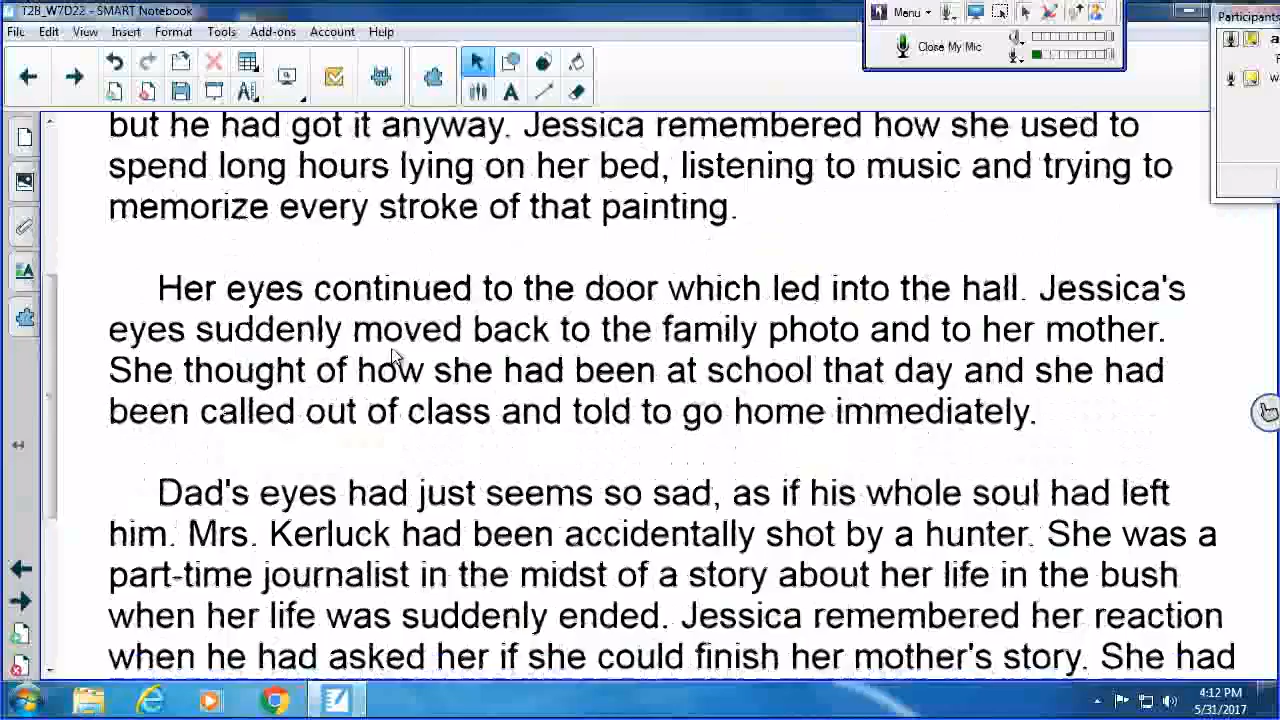 T2B_W7D22 - SMART Notebook
Menu
Participant
File Edit View Insert Format Tools Add-ons Account Help
Close My Mic
but he had got it anyway. Jessica remembered how she used to
spend long hours lying on her bed, listening to music and trying to
memorize every stroke of that painting.
Her eyes continued to the door which led into the hall. Jessica's
eyes suddenly moved back to the family photo and to her mother.
She thought of how she had been at school that day and she had
been called out of class and told to go home immediately.
Dad's eyes had just seems so sad, as if his whole soul had left
him. Mrs. Kerluck had been accidentally shot by a hunter. She was a
part-time journalist in the midst of a story about her life in the bush
when her life was suddenly ended. Jessica remembered her reaction
when he had asked her if she could finish her mother's story. She had
4:12 PM
5/31/2017